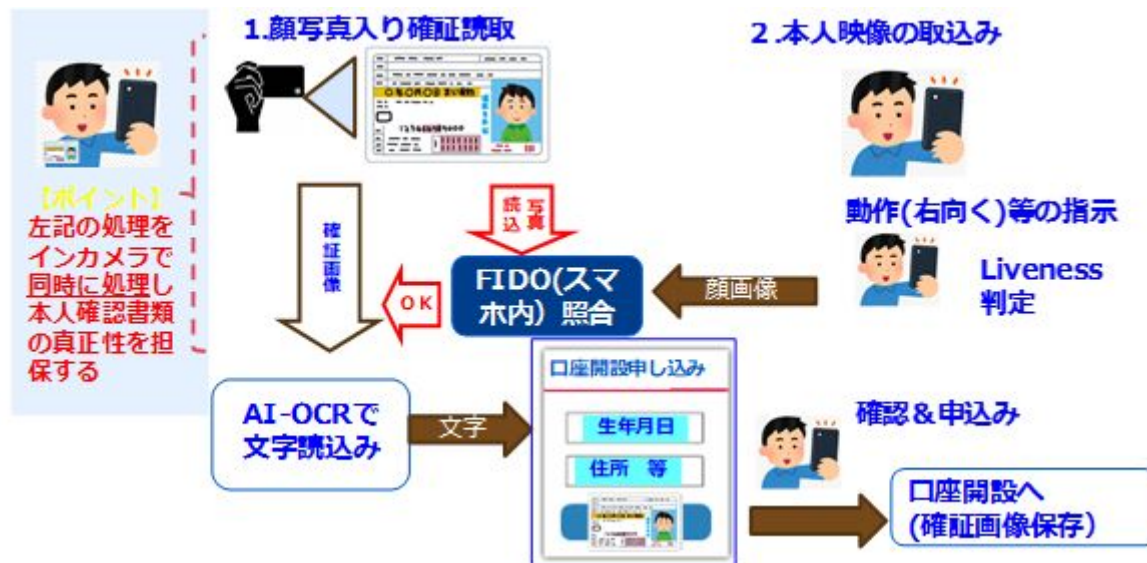 1.顔写真入り確証読取
2.本人映像の取込み
【ポイント】
左記の処理を
インカメラで
同時に処理し
本人確認書類
の真正性を担
保する
確証画像
写真
読込
動作(右向く)等の指示
Liveness
判定
顔画像
FIDO(スマ
ホ内）照合
OK
AI-OCRで
文字読込み
文字
口座開設申し込み
生年月日
住所　等
確認＆申込み
口座開設へ
(確証画像保存）